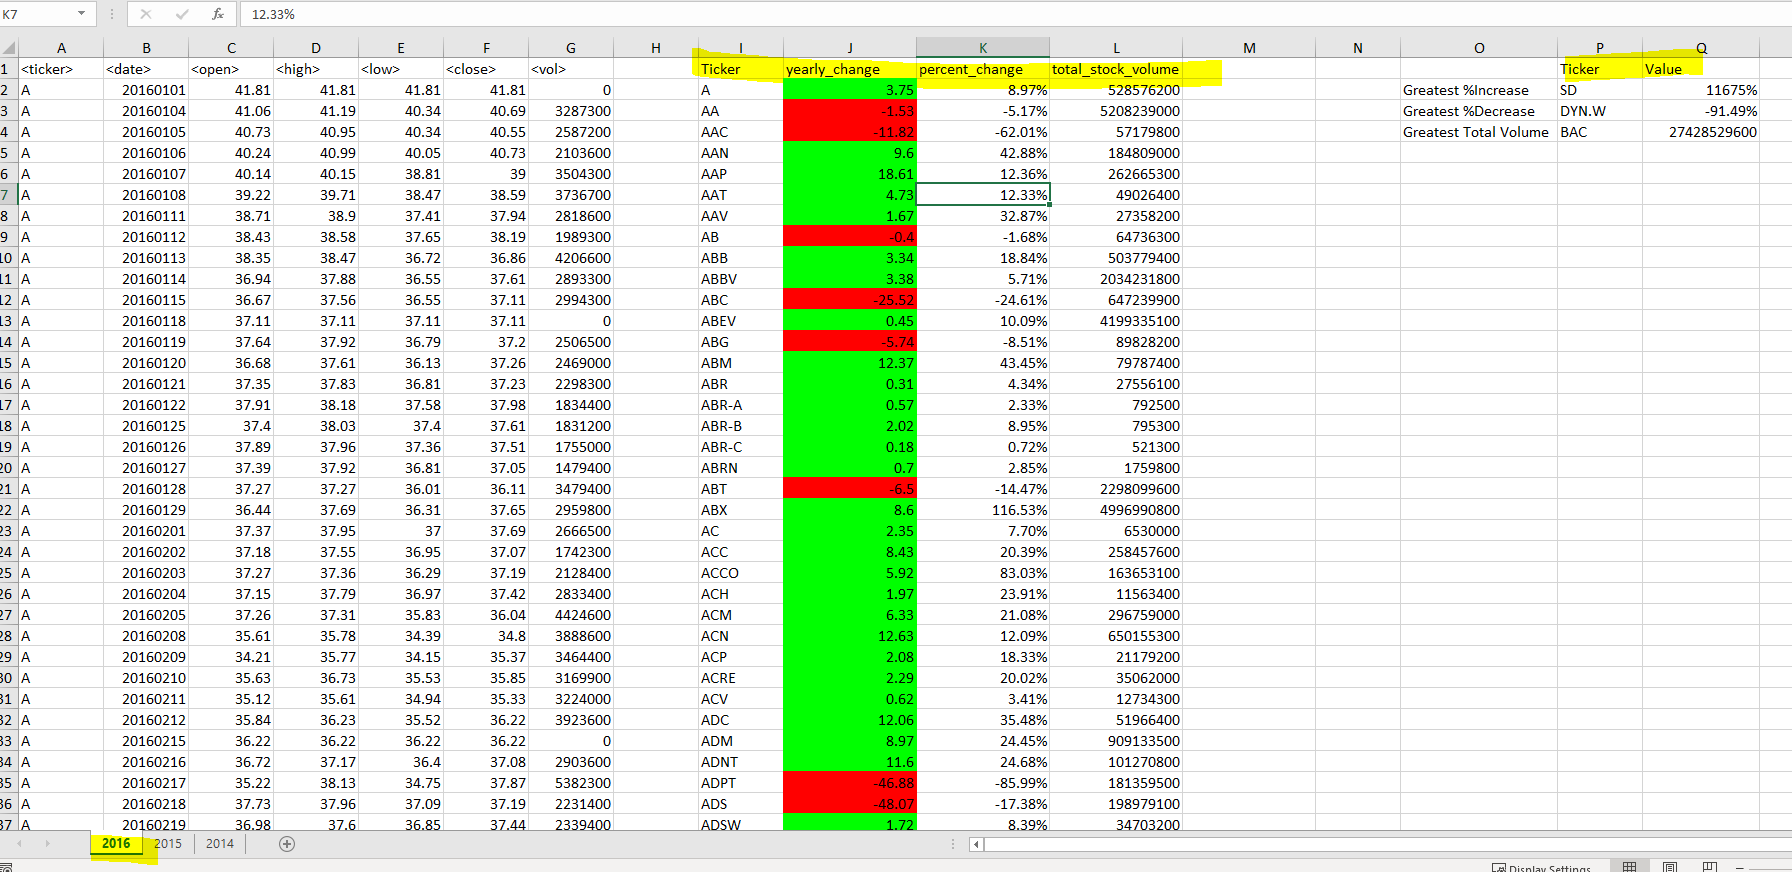 K7 fx 12.33%
A B C D E F G H I J K L M N O P Q
1 <ticker> <date> <open> <high> <low> <close> <vol> Ticker yearly_change percent_change total_stock_volume Ticker Value
2 A 20160101 41.81 41.81 41.81 41.81 0 A 3.75 8.97% 528576200 Greatest %Increase SD 11675%
3 A 20160104 41.06 41.19 40.34 40.69 3287300 AA -1.53 -5.17% 5208239000 Greatest %Decrease DYN.W -91.49%
4 A 20160105 40.73 40.95 40.34 40.55 2587200 AAC -11.82 -62.01% 57179800 Greatest Total Volume BAC 27428529600
5 A 20160106 40.24 40.99 40.05 40.73 2103600 AAN 9.6 42.88% 184809000
6 A 20160107 40.14 40.15 38.81 39 3504300 AAP 18.61 12.36% 262665300
7 A 20160108 39.22 39.71 38.47 38.59 3736700 AAT 4.73 12.33% 49026400
8 A 20160111 38.71 38.9 37.41 37.94 2818600 AAV 1.67 32.87% 27358200
9 A 20160112 38.43 38.58 37.65 38.19 1989300 AB -0.4 -1.68% 64736300
10 A 20160113 38.35 38.47 36.72 36.86 4206600 ABB 3.34 18.84% 503779400
11 A 20160114 36.94 37.88 36.55 37.61 2893300 ABBV 3.38 5.71% 2034231800
12 A 20160115 36.67 37.56 36.55 37.11 2994300 ABC -25.52 -24.61% 647239900
13 A 20160118 37.11 37.11 37.11 37.11 0 ABEV 0.45 10.09% 4199335100
14 A 20160119 37.64 37.92 36.79 37.2 2506500 ABG -5.74 -8.51% 89828200
15 A 20160120 36.68 37.61 36.13 37.26 2469000 ABM 12.37 43.45% 79787400
16 A 20160121 37.35 37.83 36.81 37.23 2298300 ABR 0.31 4.34% 27556100
17 A 20160122 37.91 38.18 37.58 37.98 1834400 ABR-A 0.57 2.33% 792500
18 A 20160125 37.4 38.03 37.4 37.61 1831200 ABR-B 2.02 8.95% 795300
19 A 20160126 37.89 37.96 37.36 37.51 1755000 ABR-C 0.18 0.72% 521300
20 A 20160127 37.39 37.92 36.81 37.05 1479400 ABRN 0.7 2.85% 1759800
21 A 20160128 37.27 37.27 36.01 36.11 3479400 ABT -6.5 -14.47% 2298099600
22 A 20160129 36.44 37.69 36.31 37.65 2959800 ABX 8.6 116.53% 4996990800
23 A 20160201 37.37 37.95 37 37.69 2666500 AC 2.35 7.70% 6530000
24 A 20160202 37.18 37.55 36.95 37.07 1742300 ACC 8.43 20.39% 258457600
25 A 20160203 37.27 37.36 36.29 37.19 2128400 ACCO 5.92 83.03% 163653100
26 A 20160204 37.15 37.79 36.97 37.42 2833400 ACH 1.97 23.91% 11563400
27 A 20160205 37.26 37.31 35.83 36.04 4424600 ACM 6.33 21.08% 296759000
28 A 20160208 35.61 35.78 34.39 34.8 3888600 ACN 12.63 12.09% 650155300
29 A 20160209 34.21 35.77 34.15 35.37 3464400 ACP 2.08 18.33% 21179200
30 A 20160210 35.63 36.73 35.53 35.85 3169900 ACRE 2.29 20.02% 35062000
31 A 20160211 35.12 35.61 34.94 35.33 3224000 ACV 0.62 3.41% 12734300
32 A 20160212 35.84 36.23 35.52 36.22 3923600 ADC 12.06 35.48% 51966400
33 A 20160215 36.22 36.22 36.22 36.22 0 ADM 8.97 24.45% 909133500
34 A 20160216 36.72 37.17 36.4 37.08 2903600 ADNT 11.6 24.68% 101270800
35 A 20160217 35.22 38.13 34.75 37.87 5382300 ADPT -46.88 -85.99% 181359500
36 A 20160218 37.73 37.96 37.09 37.19 2231400 ADS -48.07 -17.38% 198979100
37 A 20160219 36.98 37.6 36.85 37.44 2339400 ADSW 1.72 8.39% 34703200
2016 2015 2014
Display Settings